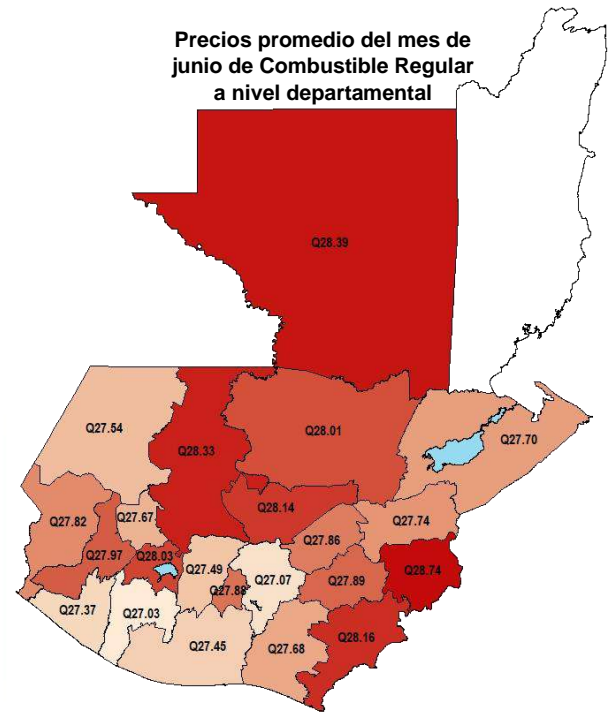 Precios promedio del mes de
junio de Combustible Regular
a nivel departamental
Q28.39
Q27.54
Q28.33
Q28.01
Q27.70
Q27.82
Q27.67
Q28.14
Q27.74
Q27.97
Q28.03
Q27.86
Q27.49
Q27.88
Q27.07
Q27.89
Q28.74
Q27.37
Q27.03
Q27.45
Q27.68
Q28.16